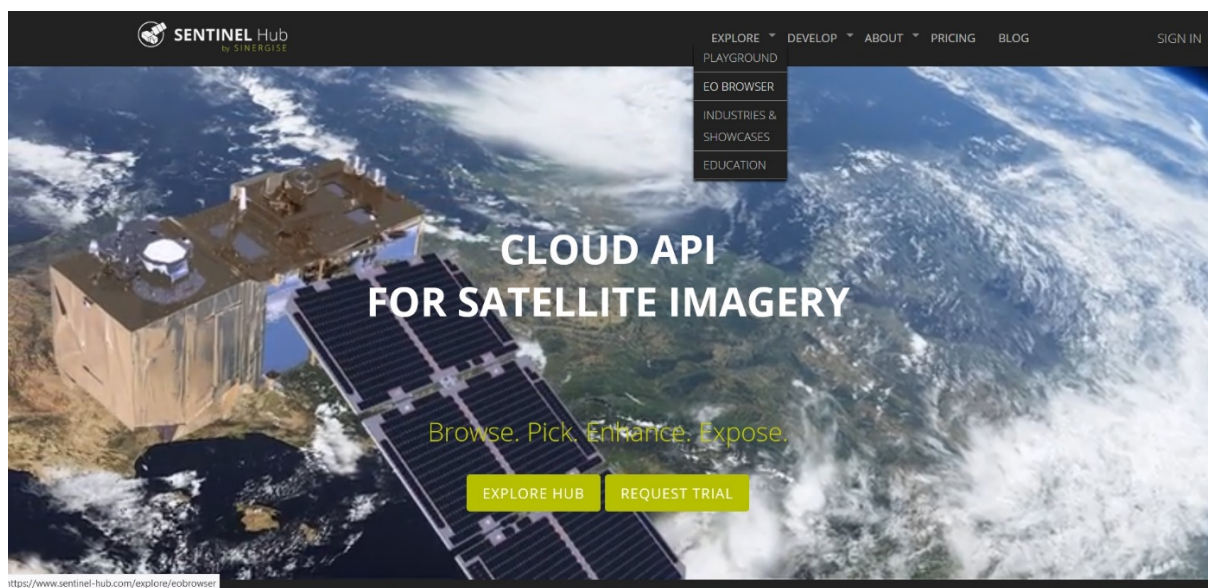 SENTINEL Hub
by SINERGISE
EXPLORE DEVELOP ABOUT PRICING BLOG SIGN IN
PLAYGROUND
EO BROWSER
INDUSTRIES &
SHOWCASES
EDUCATION
CLOUD API
FOR SATELLITE IMAGERY
Browse. Pick. Enhance. Expose.
EXPLORE HUB REQUEST TRIAL
https://www.sentinel-hub.com/explore/eobrowser